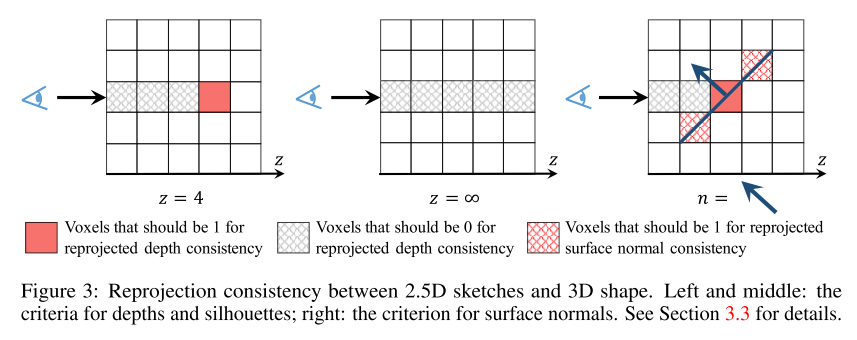 z
z
z
z = 4
z = ∞
n =
Voxels that should be 1 for
reprojected depth consistency
Voxels that should be 0 for
reprojected depth consistency
Voxels that should be 1 for reprojected
surface normal consistency
Figure 3: Reprojection consistency between 2.5D sketches and 3D shape. Left and middle: the
criteria for depths and silhouettes; right: the criterion for surface normals. See Section 3.3 for details.